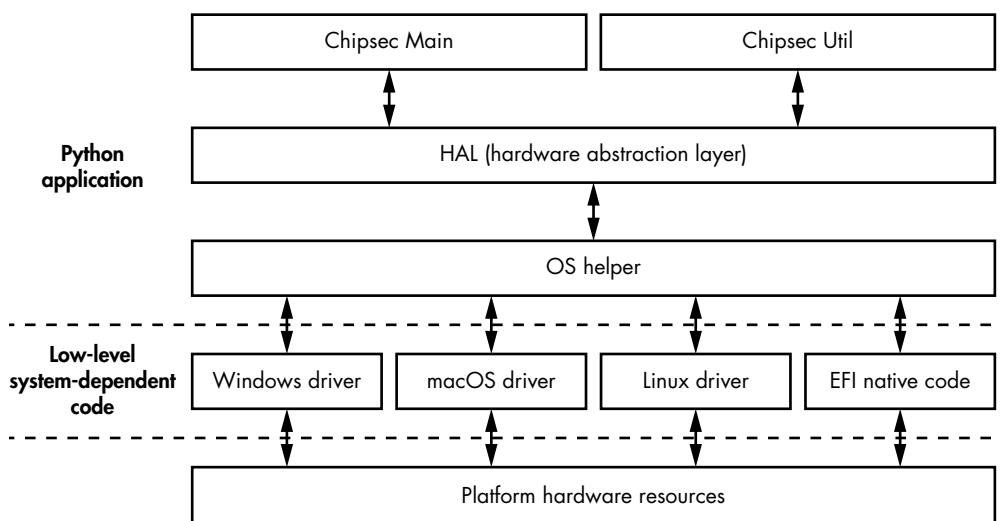 Chipsec Main
Chipsec Util
Python
application
HAL (hardware abstraction layer)
OS helper
Low-level
system-dependent
code
Windows driver
macOS driver
Linux driver
EFI native code
Platform hardware resources